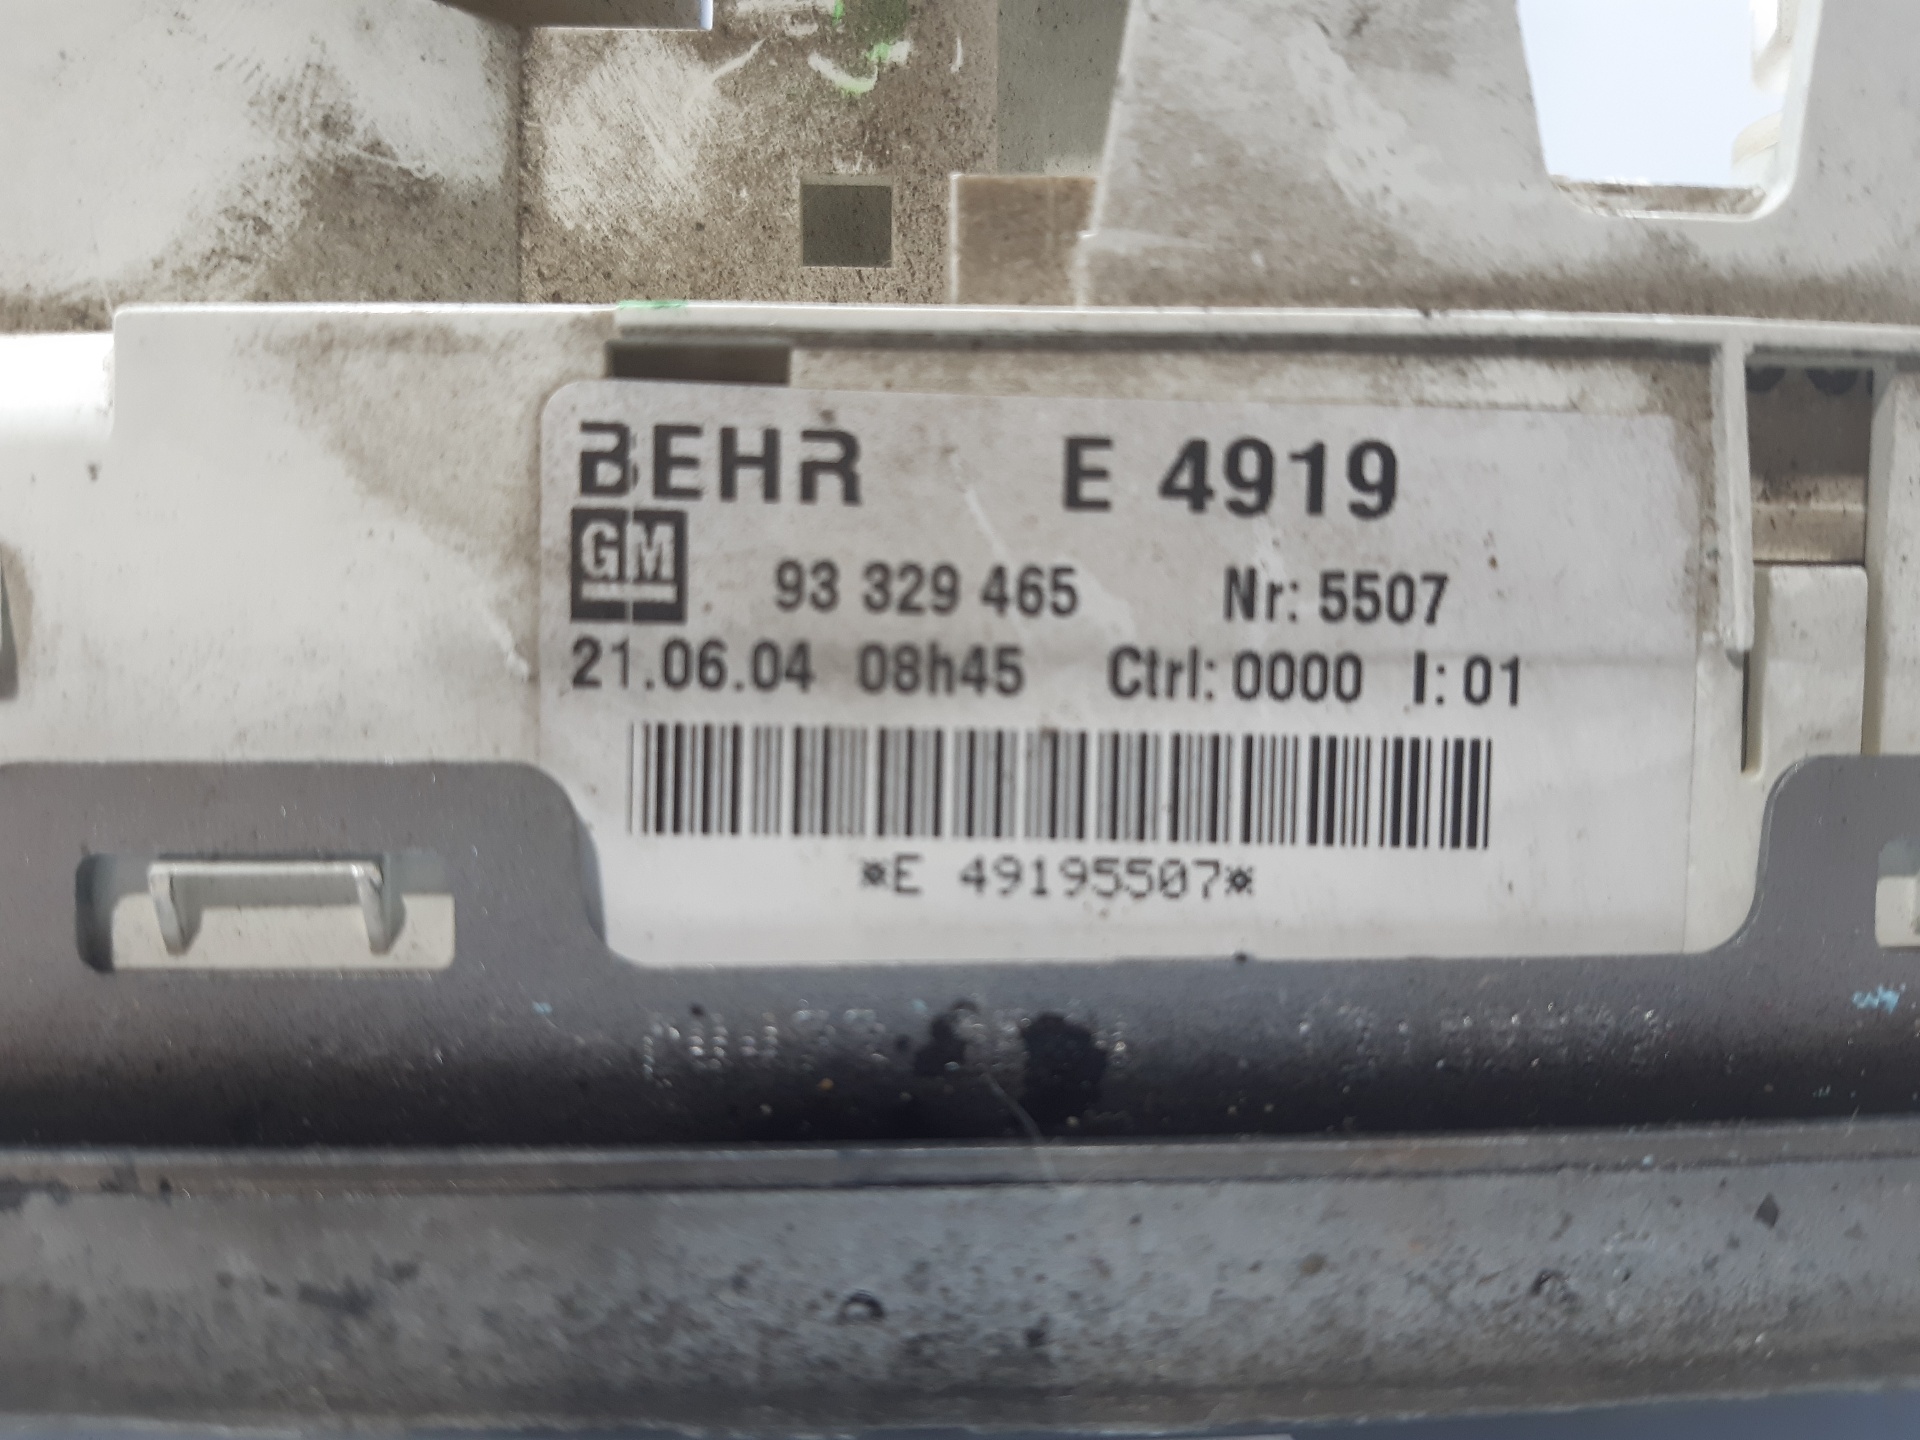 BEHR E 4919
GM 93 329 465 Nr: 5507
21.06.04 08h45 Ctrl: 0000 I: 01
*E 49195507*